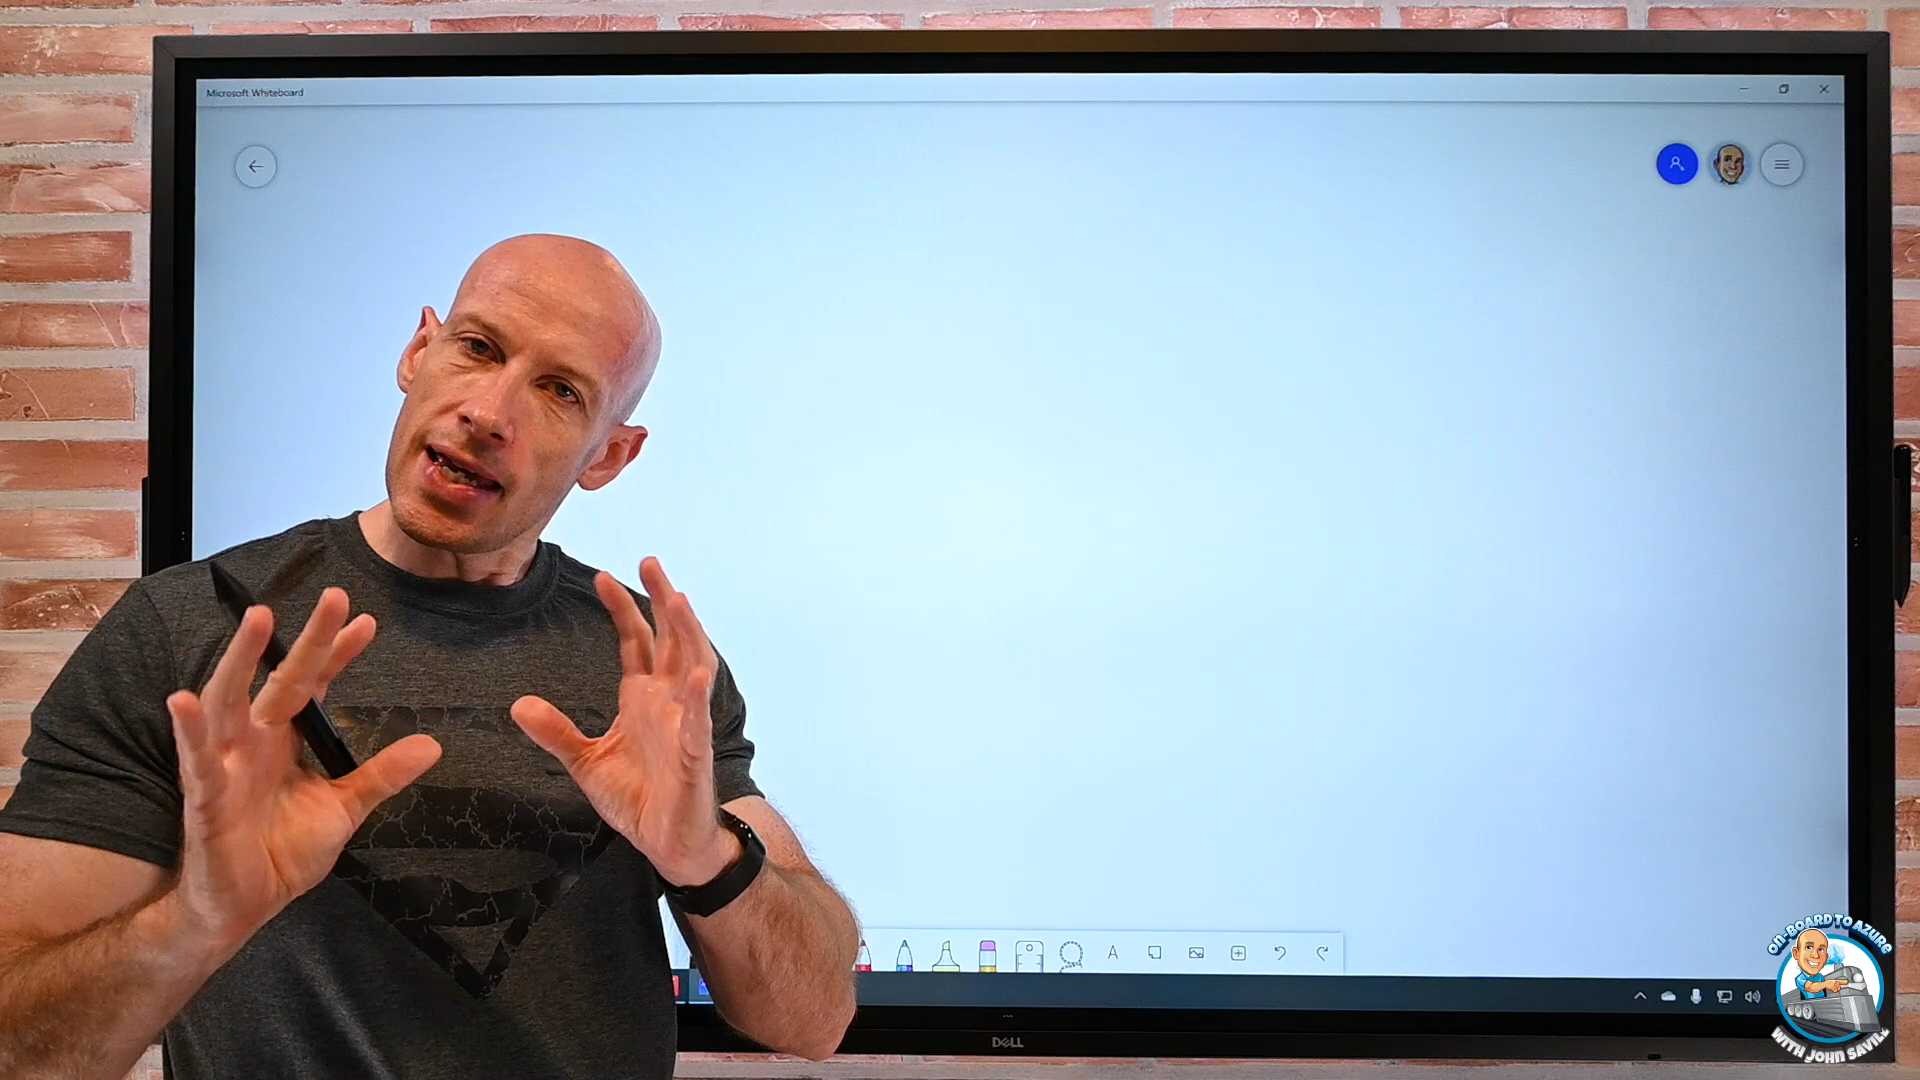 Microsoft Whiteboard
A
DELL
ON-BOARD TO AZURE
WITH JOHN SAVILL